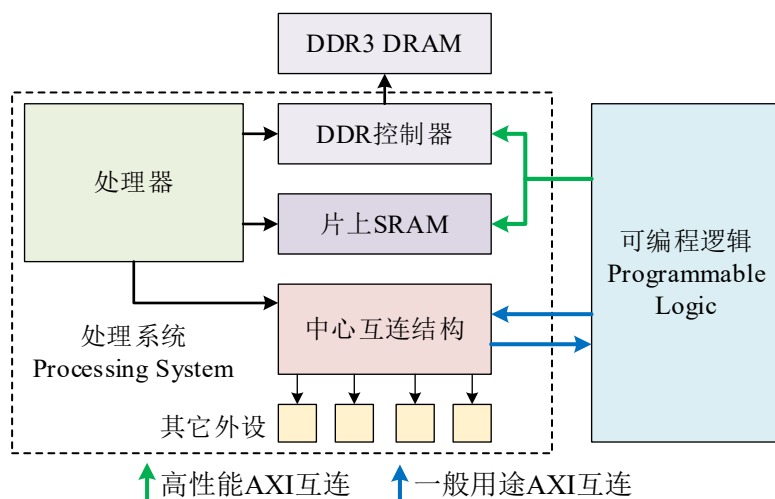 DDR3 DRAM
处理器
DDR控制器
片上SRAM
可编程逻辑
Programmable
Logic
中心互连结构
处理系统
Processing System
其它外设
高性能AXI互连
一般用途AXI互连